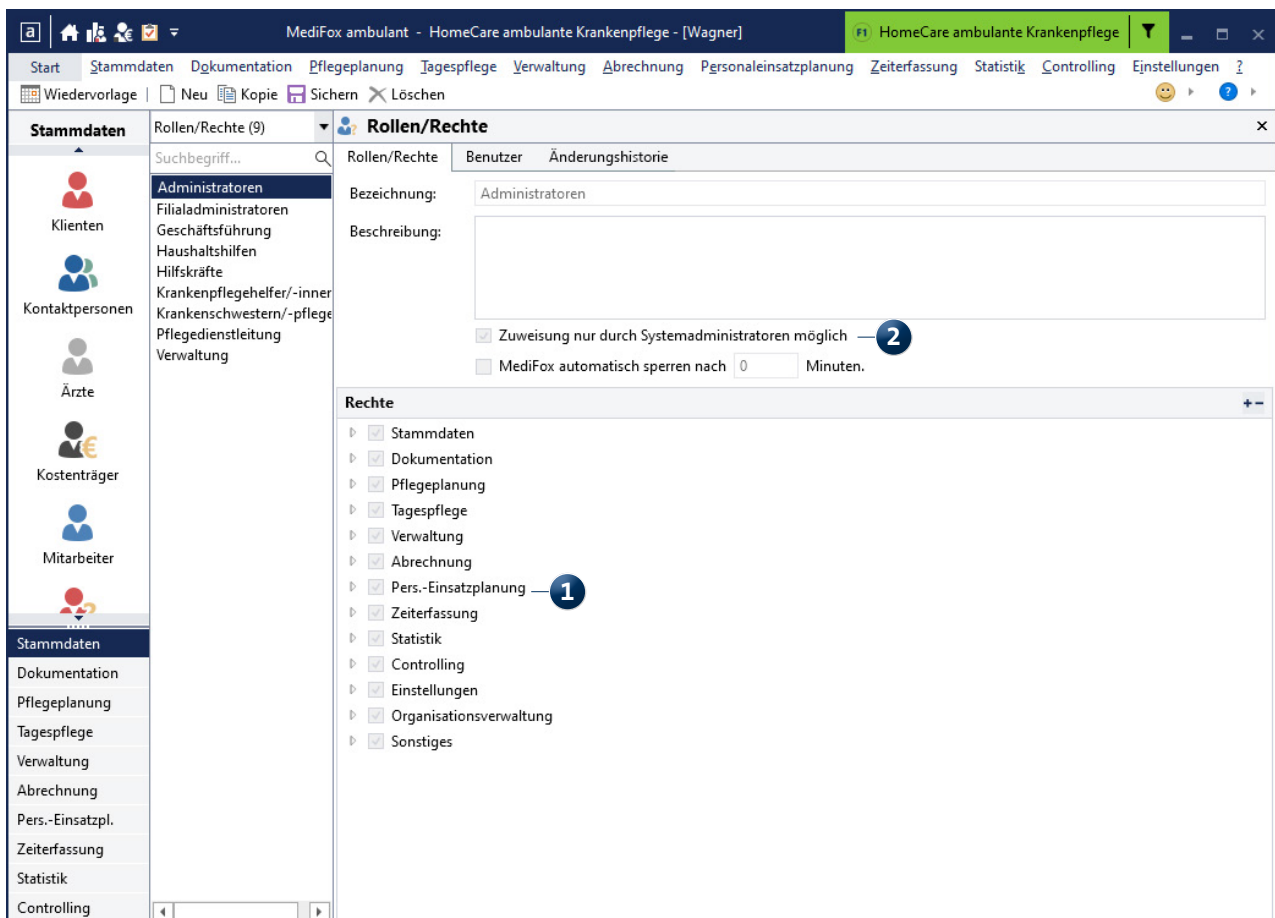 a MediFox ambulant - HomeCare ambulante Krankenpflege - [Wagner] F1 HomeCare ambulante Krankenpflege
Start Stammdaten Dokumentation Pflegeplanung Tagespflege Verwaltung Abrechnung Personaleinsatzplanung Zeiterfassung Statistik Controlling Einstellungen ?
Wiedervorlage | Neu Kopie Sichern Löschen ?
Stammdaten
Klienten
Kontaktpersonen
Ärzte
Kostenträger
Mitarbeiter
Stammdaten
Dokumentation
Pflegeplanung
Tagespflege
Verwaltung
Abrechnung
Pers.-Einsatzpl.
Zeiterfassung
Statistik
Controlling
Rollen/Rechte (9)
Suchbegriff...
Administratoren
Filialadministratoren
Geschäftsführung
Haushaltshilfen
Hilfskräfte
Krankenpflegehelfer/-inner
Krankenschwestern/-pflege
Pflegedienstleitung
Verwaltung
Rollen/Rechte
Rollen/Rechte Benutzer Änderungshistorie
Bezeichnung: Administratoren
Beschreibung:
Zuweisung nur durch Systemadministratoren möglich 2
MediFox automatisch sperren nach 0 Minuten.
Rechte + -
Stammdaten
Dokumentation
Pflegeplanung
Tagespflege
Verwaltung
Abrechnung
Pers.-Einsatzplanung 1
Zeiterfassung
Statistik
Controlling
Einstellungen
Organisationsverwaltung
Sonstiges